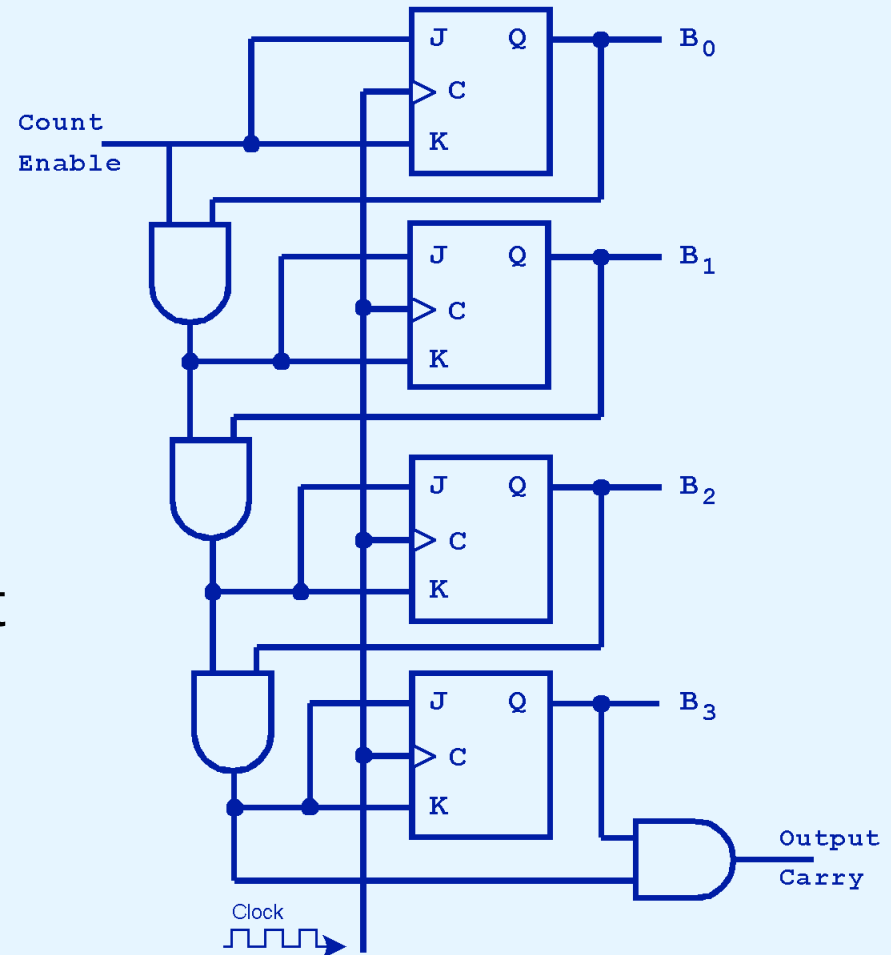 J Q B0
C
Count
Enable
K
J Q B1
C
K
J Q B2
C
K
t
J Q B3
C
K
Output
Carry
Clock